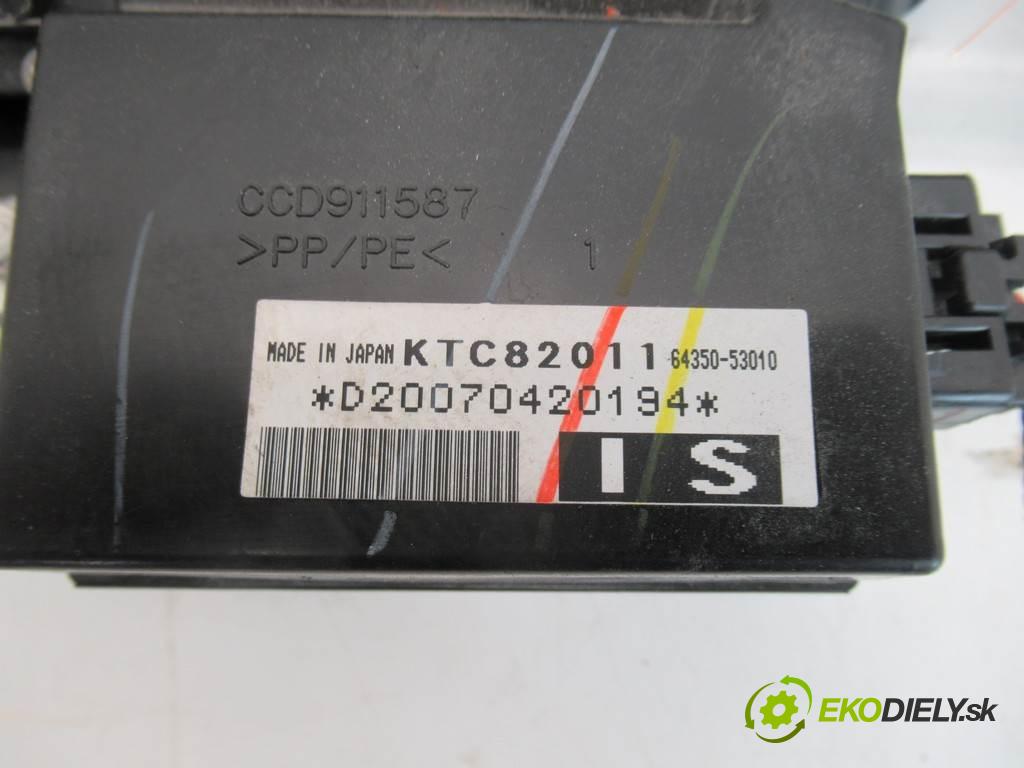 CCD911587
>PP/PE< 1
MADE IN JAPAN KTC82011 64350-53010
*D20070420194*
IS
EKODIELY.sk